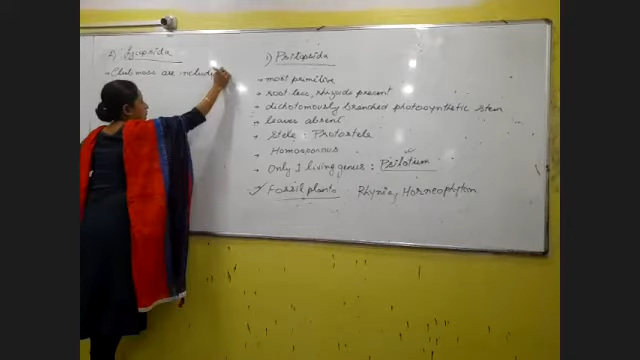 2) Lycopsida
- Club moss are include
1) Psilopsida
- most primitive
- root less, rhizoids present
- dichotomously branched photosynthetic stem
- leaves absent
- Stele : Protostele
- Homosporous
- Only 1 living genus : Psilotum
Fossil plants Rhynia, Horneophyton